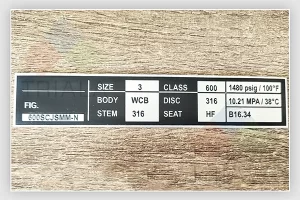 SIZE 3 CLASS 600 1480 psig / 100°F
FIG. BODY WCB DISC 316 10.21 MPA / 38°C
600SCJSMM-N STEM 316 SEAT HF B16.34